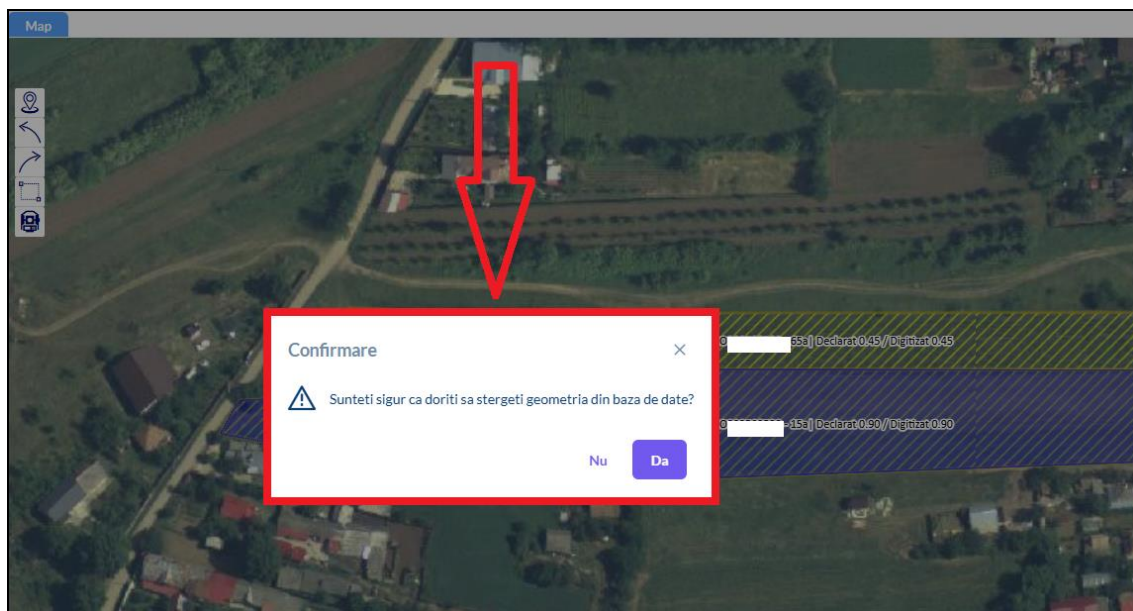 Map
Confirmare
Sunteti sigur ca doriti sa stergeti geometria din baza de date?
Nu
Da
65a| Declarat 0.45 / Digitizat 0.45
- 15a| Declarat 0.90 / Digitizat 0.90